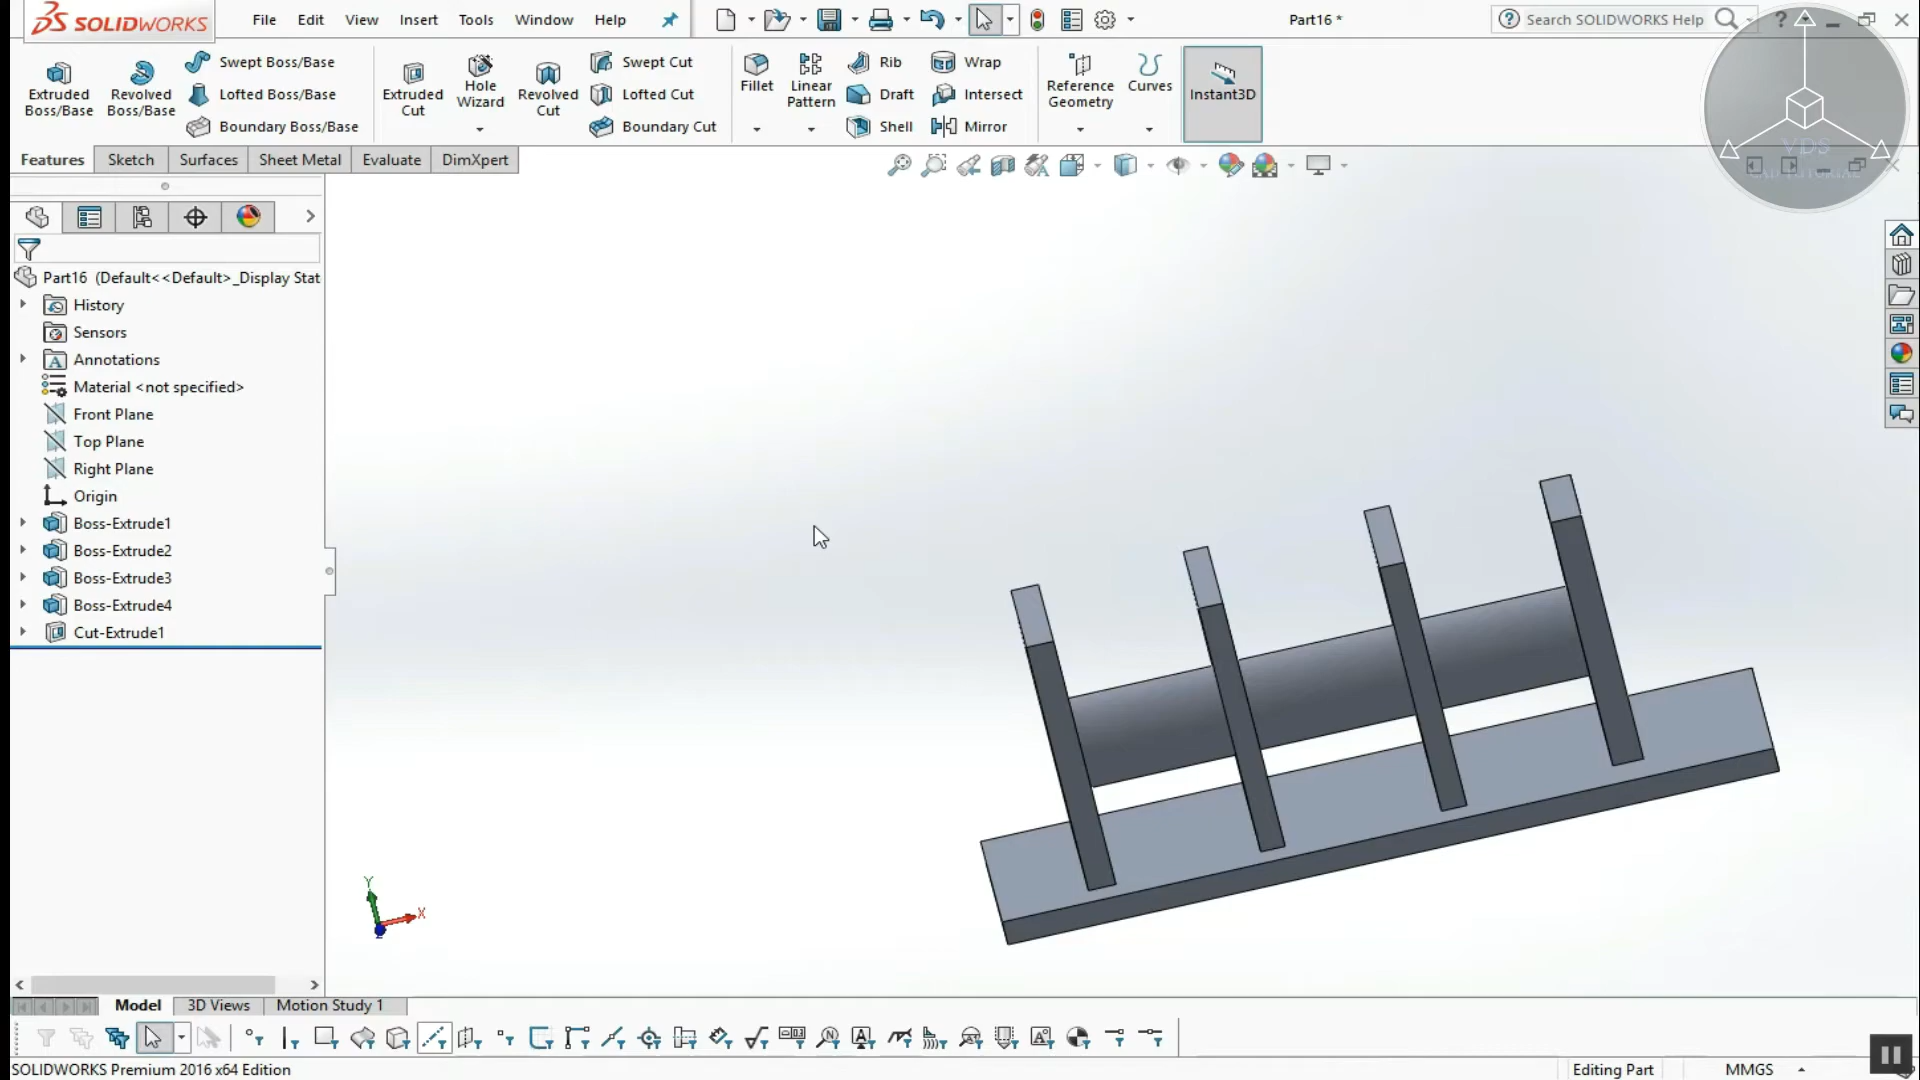 SOLIDWORKS File Edit View Insert Tools Window Help Part16 * Search SOLIDWORKS Help ?
Extruded Boss/Base
Revolved Boss/Base
Swept Boss/Base
Lofted Boss/Base
Boundary Boss/Base
Extruded Cut
Hole Wizard
Revolved Cut
Swept Cut
Lofted Cut
Boundary Cut
Fillet
Linear Pattern
Rib
Draft
Shell
Wrap
Intersect
Mirror
Reference Geometry
Curves
Instant3D
VDS
CAD TUTORIAL
Features Sketch Surfaces Sheet Metal Evaluate DimXpert
Part16 (Default<<Default>_Display Stat
History
Sensors
Annotations
Material <not specified>
Front Plane
Top Plane
Right Plane
Origin
Boss-Extrude1
Boss-Extrude2
Boss-Extrude3
Boss-Extrude4
Cut-Extrude1
Y
X
Z
Model 3D Views Motion Study 1
SOLIDWORKS Premium 2016 x64 Edition Editing Part MMGS